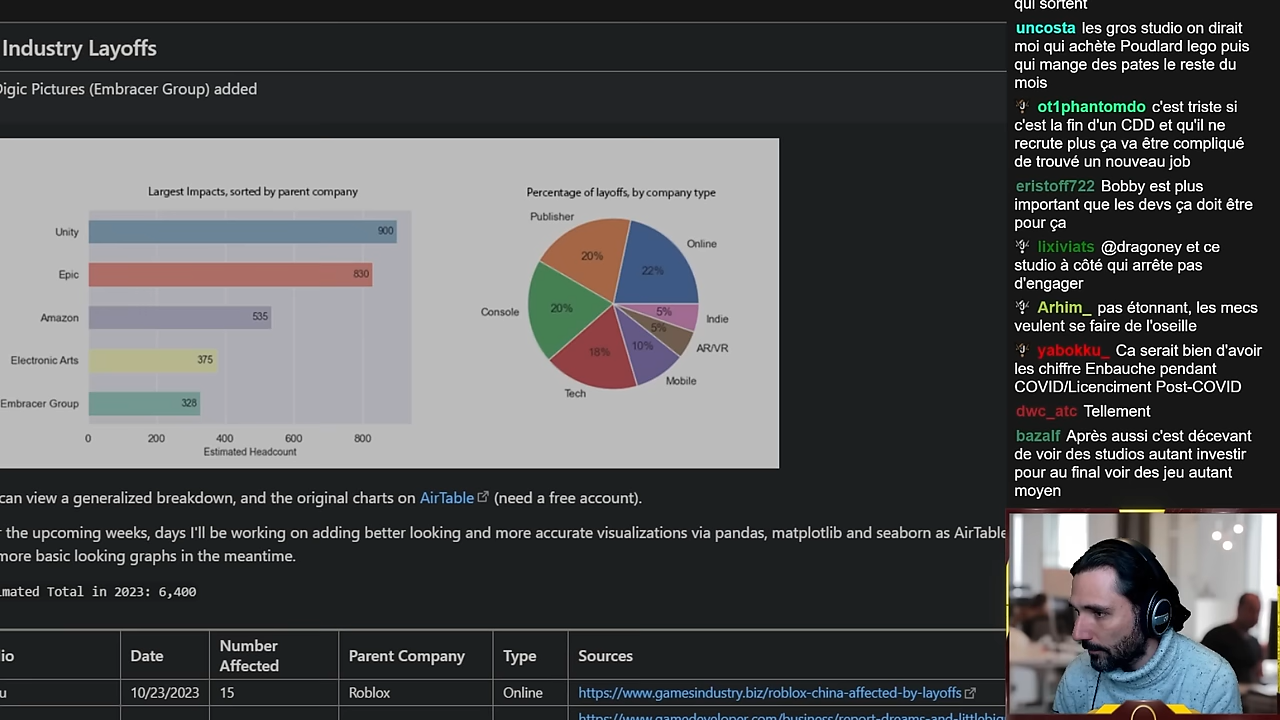 Industry Layoffs
Digic Pictures (Embracer Group) added
Largest Impacts, sorted by parent company
Unity
900
Epic
830
Amazon
535
Electronic Arts
375
Embracer Group
328
0 200 400 600 800
Estimated Headcount
Percentage of layoffs, by company type
Publisher
20%
Online
22%
Console
20%
5%
Indie
5%
AR/VR
18%
10%
Mobile
Tech
can view a generalized breakdown, and the original charts on AirTable (need a free account).
the upcoming weeks, days I'll be working on adding better looking and more accurate visualizations via pandas, matplotlib and seaborn as AirTable
more basic looking graphs in the meantime.
mated Total in 2023: 6,400
io Date Number Affected Parent Company Type Sources
u 10/23/2023 15 Roblox Online https://www.gamesindustry.biz/roblox-china-affected-by-layoffs
https://www.gamedeveloper.com/business/report-dreams-and-littlebig
qui sortent
uncosta les gros studio on dirait
moi qui achète Poudlard lego puis
qui mange des pates le reste du
mois
ot1phantomdo c'est triste si
c'est la fin d'un CDD et qu'il ne
recrute plus ça va être compliqué
de trouvé un nouveau job
eristoff722 Bobby est plus
important que les devs ça doit être
pour ça
lixiviats @dragoney et ce
studio à côté qui arrête pas
d'engager
Arhim_ pas étonnant, les mecs
veulent se faire de l'oseille
yabokku_ Ca serait bien d'avoir
les chiffre Enbauche pendant
COVID/Licenciment Post-COVID
dwc_atc Tellement
bazalf Après aussi c'est décevant
de voir des studios autant investir
pour au final voir des jeu autant
moyen